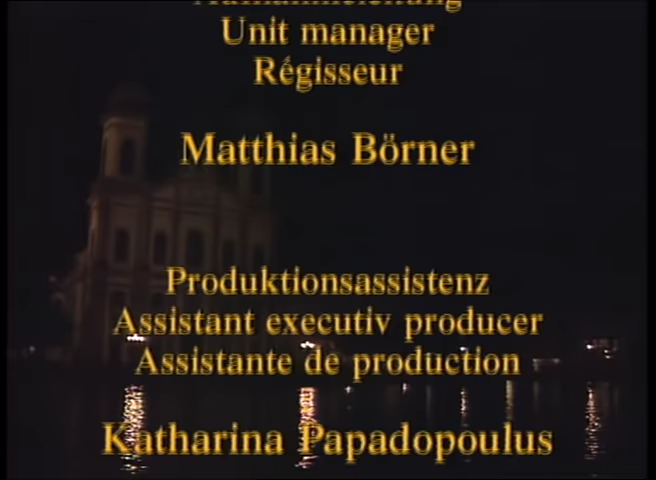 Unit manager
Régisseur
Matthias Börner
Produktionsassistenz
Assistant executiv producer
Assistante de production
Katharina Papadopoulus